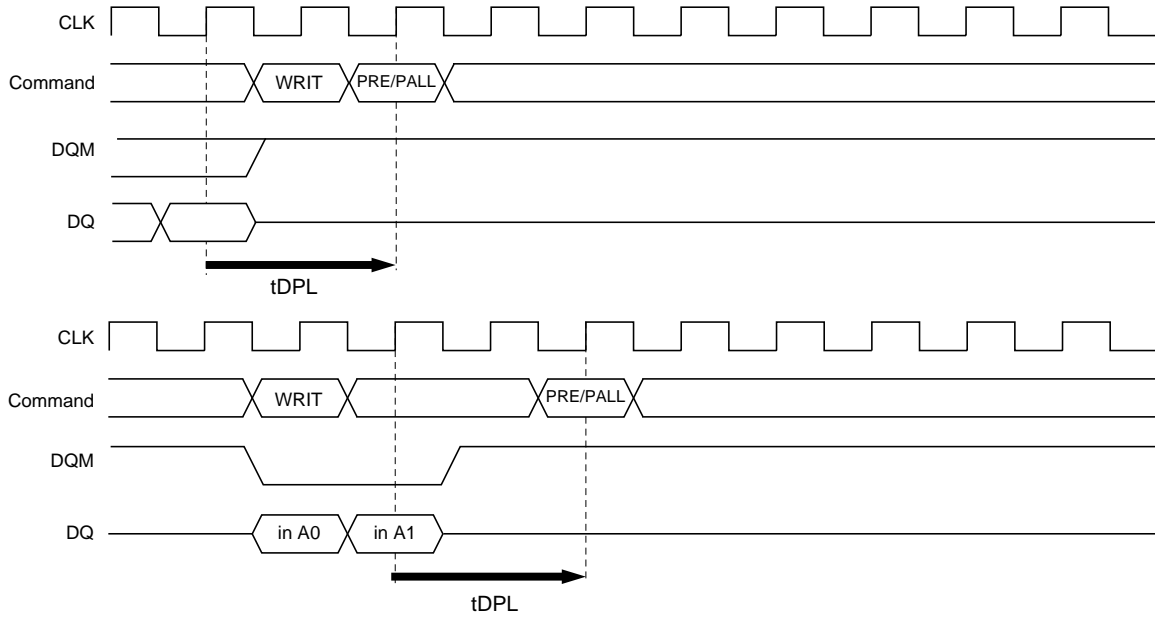 CLK
Command WRIT PRE/PALL
DQM
DQ
tDPL
CLK
Command WRIT PRE/PALL
DQM
DQ in A0 in A1
tDPL